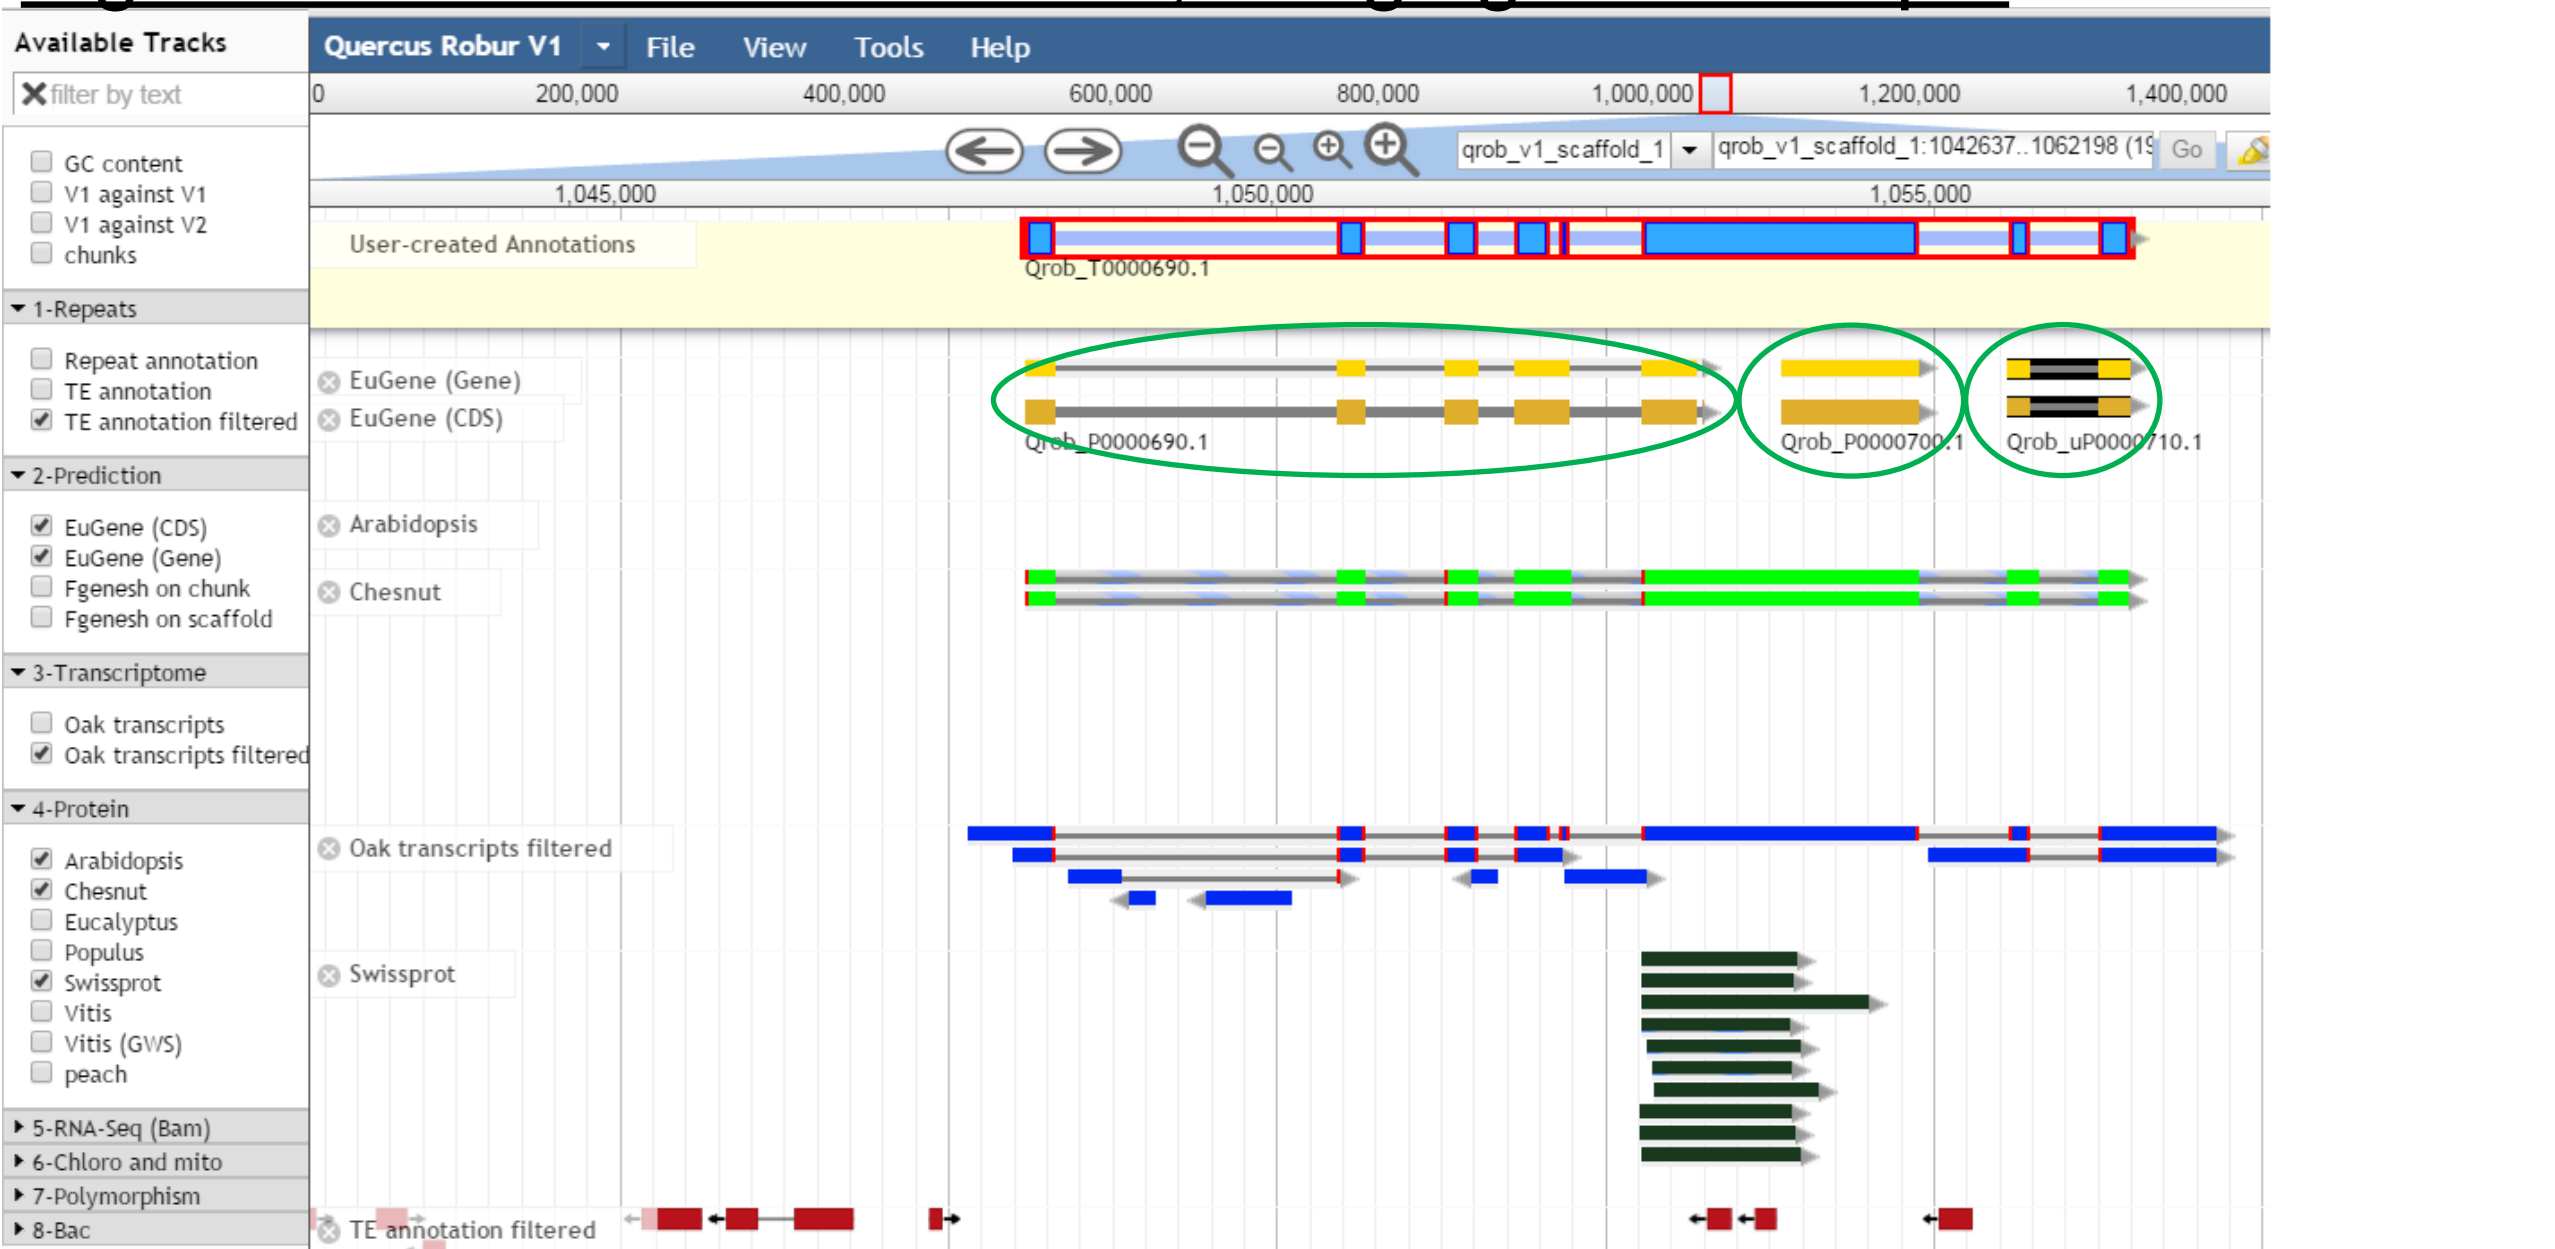 Available Tracks
filter by text
GC content
V1 against V1
V1 against V2
chunks
1-Repeats
Repeat annotation
TE annotation
TE annotation filtered
2-Prediction
EuGene (CDS)
EuGene (Gene)
Fgenesh on chunk
Fgenesh on scaffold
3-Transcriptome
Oak transcripts
Oak transcripts filtered
4-Protein
Arabidopsis
Chesnut
Eucalyptus
Populus
Swissprot
Vitis
Vitis (GWS)
peach
5-RNA-Seq (Bam)
6-Chloro and mito
7-Polymorphism
8-Bac
Quercus Robur V1 File View Tools Help
0 200,000 400,000 600,000 800,000 1,000,000 1,200,000 1,400,000
qrob_v1_scaffold_1 qrob_v1_scaffold_1:1042637..1062198 (19 Go
1,045,000 1,050,000 1,055,000
User-created Annotations
Qrob_T0000690.1
EuGene (Gene)
EuGene (CDS)
Qrob_P0000690.1 Qrob_P0000700.1 Qrob_uP0000710.1
Arabidopsis
Chesnut
Oak transcripts filtered
Swissprot
TE annotation filtered